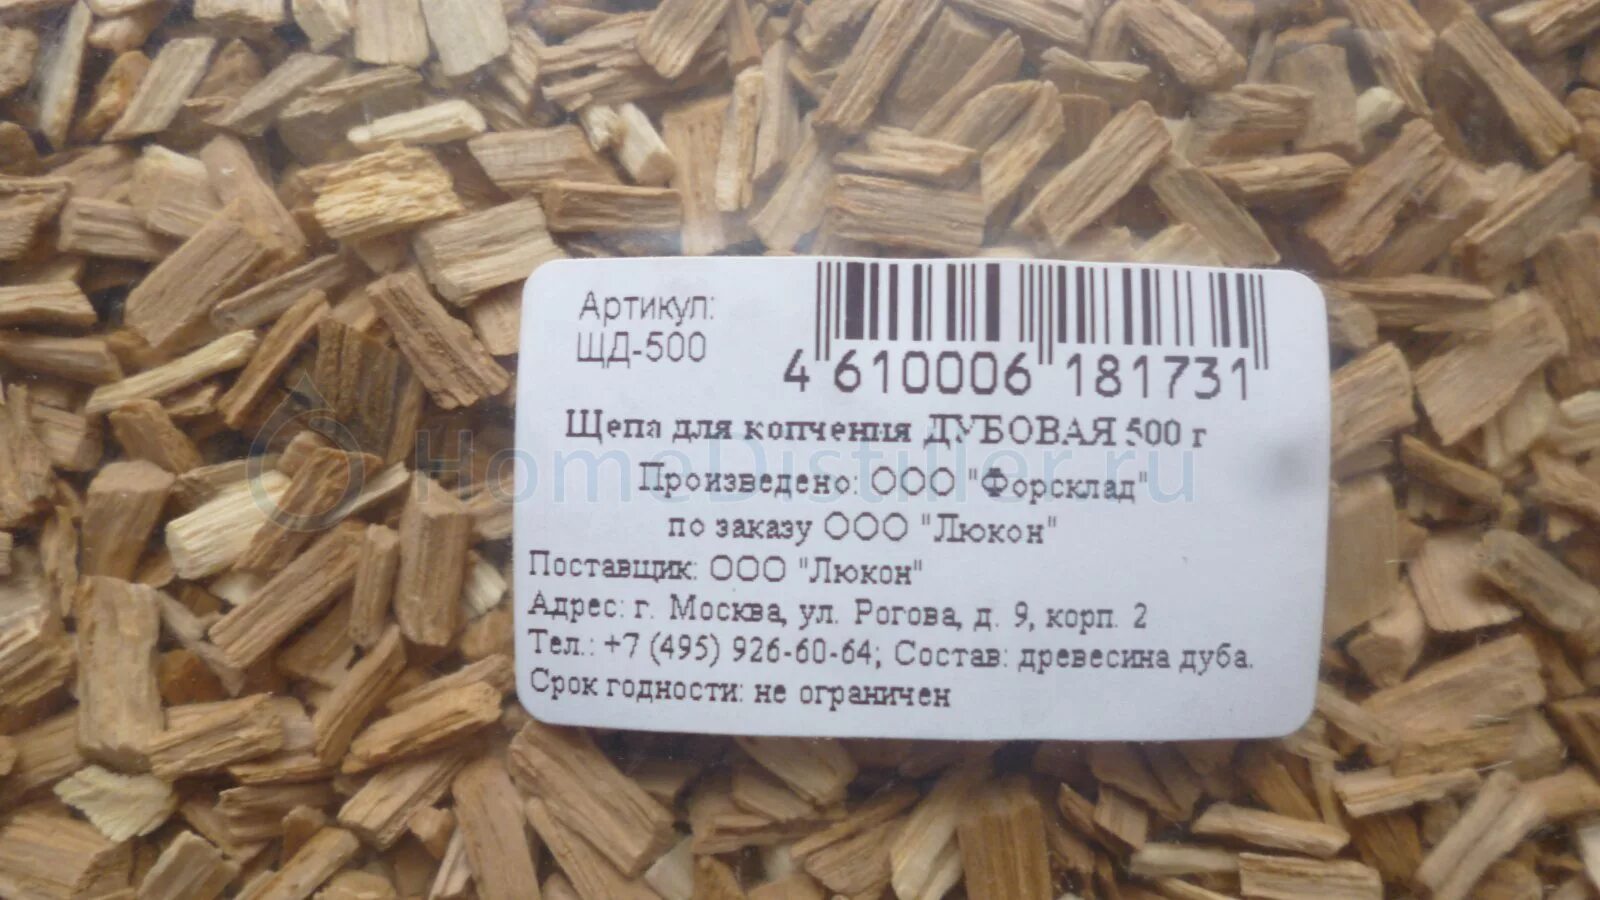 Артикул:
ЩД-500
4 610006 181731
Щепа для копчения ДУБОВАЯ 500 г
Произведено: ООО "Форсклад"
по заказу ООО "Люкон"
Поставщик: ООО "Люкон"
Адрес: г. Москва, ул. Рогова, д. 9, корп. 2
Тел.: +7 (495) 926-60-64; Состав: древесина дуба.
Срок годности: не ограничен
HomeDistiller.ru